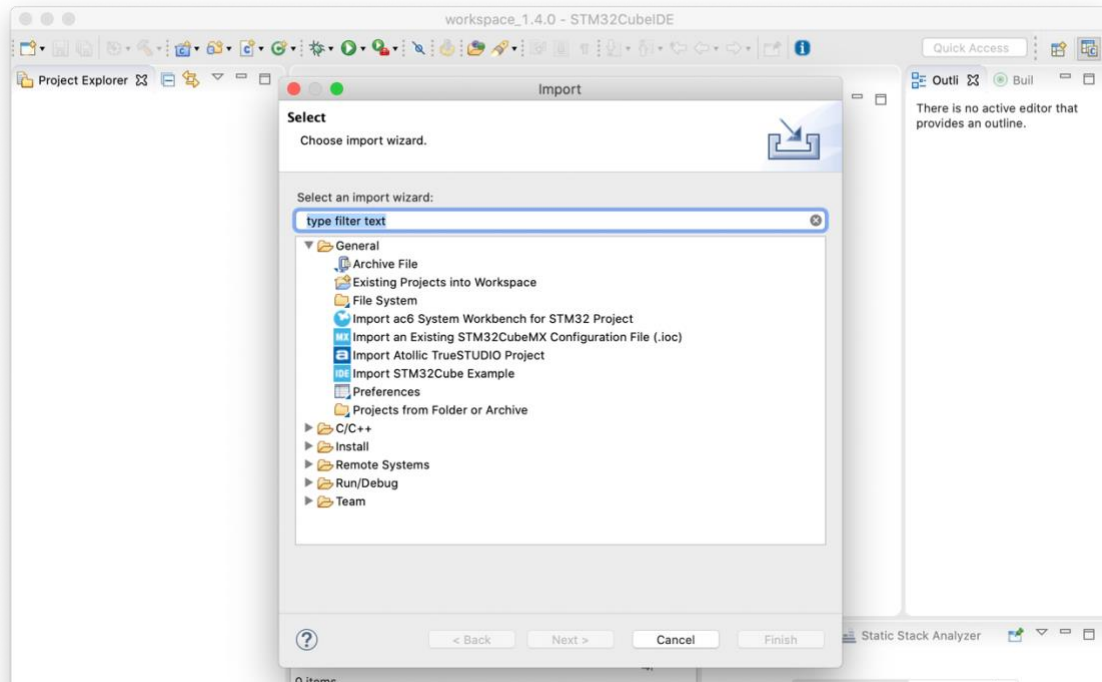 workspace_1.4.0 - STM32CubeIDE
Quick Access
Project Explorer
Import
Outli
Buil
There is no active editor that
provides an outline.
Select
Choose import wizard.
Select an import wizard:
type filter text
General
Archive File
Existing Projects into Workspace
File System
Import ac6 System Workbench for STM32 Project
MX Import an Existing STM32CubeMX Configuration File (.ioc)
a Import Atollic TrueSTUDIO Project
IDE Import STM32Cube Example
Preferences
Projects from Folder or Archive
C/C++
Install
Remote Systems
Run/Debug
Team
? < Back Next > Cancel Finish
Static Stack Analyzer
0 items